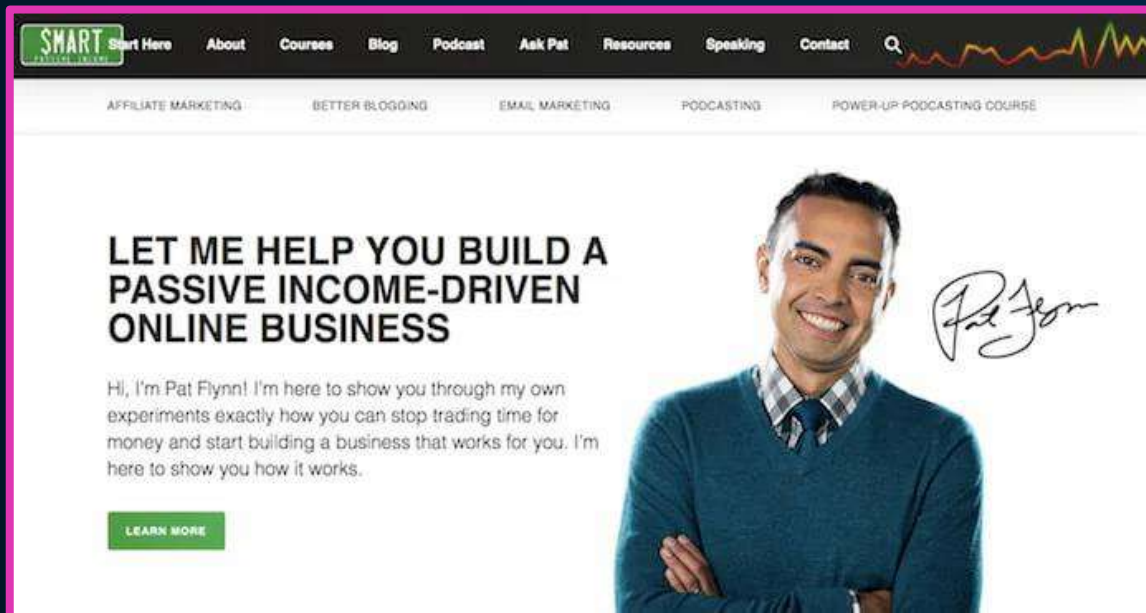 SMART
PASSIVE INCOME
Start Here About Courses Blog Podcast Ask Pat Resources Speaking Contact
AFFILIATE MARKETING BETTER BLOGGING EMAIL MARKETING PODCASTING POWER-UP PODCASTING COURSE
LET ME HELP YOU BUILD A
PASSIVE INCOME-DRIVEN
ONLINE BUSINESS
Pat Flynn
Hi, I'm Pat Flynn! I'm here to show you through my own
experiments exactly how you can stop trading time for
money and start building a business that works for you. I'm
here to show you how it works.
LEARN MORE